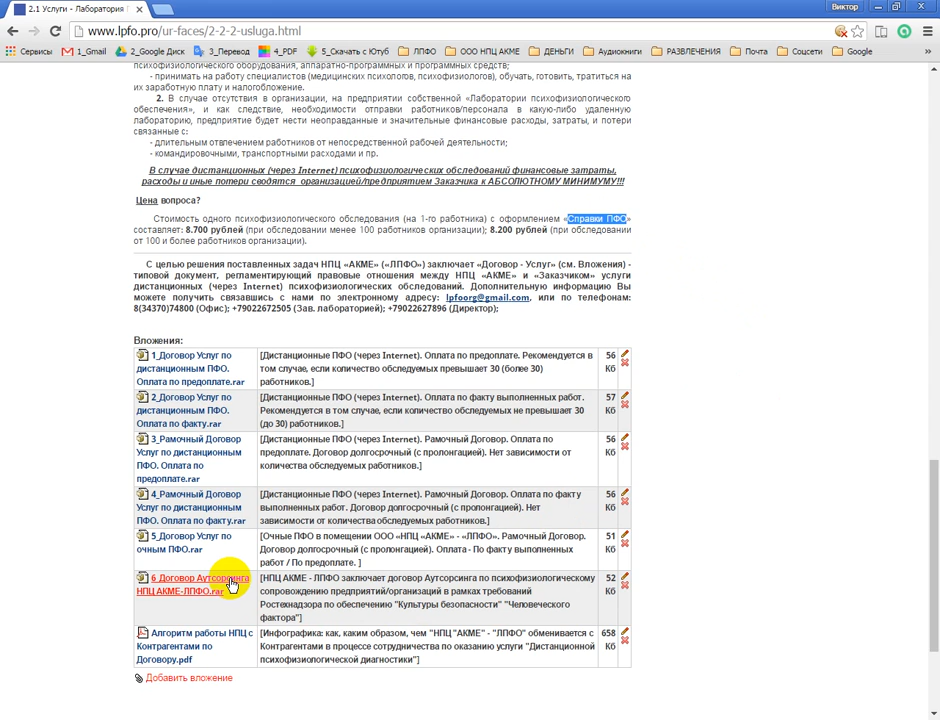 2.1 Услуги - Лаборатория П
Виктор
www.lpfo.pro/ur-faces/2-2-2-usluga.html
Сервисы
1_Gmail
2_Google Диск
3_Перевод
4_PDF
5_Скачать с Ютуб
ЛПФО
ООО НПЦ АКМЕ
ДЕНЬГИ
Аудиокниги
РАЗВЛЕЧЕНИЯ
Почта
Соцсети
Google
психофизиологического оборудования, аппаратно-программных и программных средств;
- принимать на работу специалистов (медицинских психологов, психофизиологов), обучать, готовить, тратиться на
их заработную плату и налогобложение.
2. В случае отсутствия в организации, на предприятии собственной «Лаборатории психофизиологического
обеспечения», и как следствие, необходимости отправки работников/персонала в какую-либо удаленную
лабораторию, предприятие будет нести неоправданные и значительные финансовые расходы, затраты, и потери
связанные с:
- длительным отвлечением работников от непосредственной рабочей деятельности;
- командировочными, транспортными расходами и пр.
В случае дистанционных (через Internet) психофизиологических обследований финансовые затраты,
расходы и иные потери сводятся организацией/предприятием Заказчика к АБСОЛЮТНОМУ МИНИМУМУ!!!
Цена вопроса?
Стоимость одного психофизиологического обследования (на 1-го работника) с оформлением «Справки ПФО»
составляет: 8.700 рублей (при обследовании менее 100 работников организации); 8.200 рублей (при обследовании
от 100 и более работников организации).
С целью решения поставленных задач НПЦ «АКМЕ» («ЛПФО») заключает «Договор - Услуг» (см. Вложения) -
типовой документ, регламентирующий правовые отношения между НПЦ «АКМЕ» и «Заказчиком» услуги
дистанционных (через Internet) психофизиологических обследований. Дополнительную информацию Вы
можете получить связавшись с нами по электронному адресу: lpfoorg@gmail.com, или по телефонам:
8(34370)74800 (Офис); +79022672505 (Зав. лабораторией); +79022627896 (Директор);
Вложения:
1_Договор Услуг по
дистанционным ПФО.
Оплата по предоплате.rar
[Дистанционные ПФО (через Internet). Оплата по предоплате. Рекомендуется в
том случае, если количество обследуемых превышает 30 (более 30)
работников.]
56
Кб
2_Договор Услуг по
дистанционным ПФО.
Оплата по факту.rar
[Дистанционные ПФО (через Internet). Оплата по факту выполненных работ.
Рекомендуется в том случае, если количество обследуемых не превышает 30
(до 30) работников.]
57
Кб
3_Рамочный Договор
Услуг по дистанционным
ПФО. Оплата по
предоплате.rar
[Дистанционные ПФО (через Internet). Рамочный Договор. Оплата по
предоплате. Договор долгосрочный (с пролонгацией). Нет зависимости от
количества обследуемых работников.]
56
Кб
4_Рамочный Договор
Услуг по дистанционным
ПФО. Оплата по факту.rar
[Дистанционные ПФО (через Internet). Рамочный Договор. Оплата по факту
выполненных работ. Договор долгосрочный (с пролонгацией). Нет
зависимости от количества обследуемых работников.]
56
Кб
5_Договор Услуг по
очным ПФО.rar
[Очные ПФО в помещении ООО «НПЦ «АКМЕ» - «ЛПФО». Рамочный Договор.
Договор долгосрочный (с пролонгацией). Оплата - По факту выполненных
работ / По предоплате. ]
51
Кб
6_Договор Аутсорсинга
НПЦ АКМЕ-ЛПФО.rar
[НПЦ АКМЕ - ЛПФО заключает договор Аутсорсинга по психофизиологическому
сопровождению предприятий/организаций в рамках требований
Ростехнадзора по обеспечению "Культуры безопасности" "Человеческого
фактора"]
52
Кб
Алгоритм работы НПЦ с
Контрагентами по
Договору.pdf
[Инфографика: как, каким образом, чем "НПЦ "АКМЕ" - "ЛПФО" обменивается с
Контрагентами в процессе сотрудничества по оказанию услуги "Дистанционной
психофизиологической диагностики"]
658
Кб
Добавить вложение